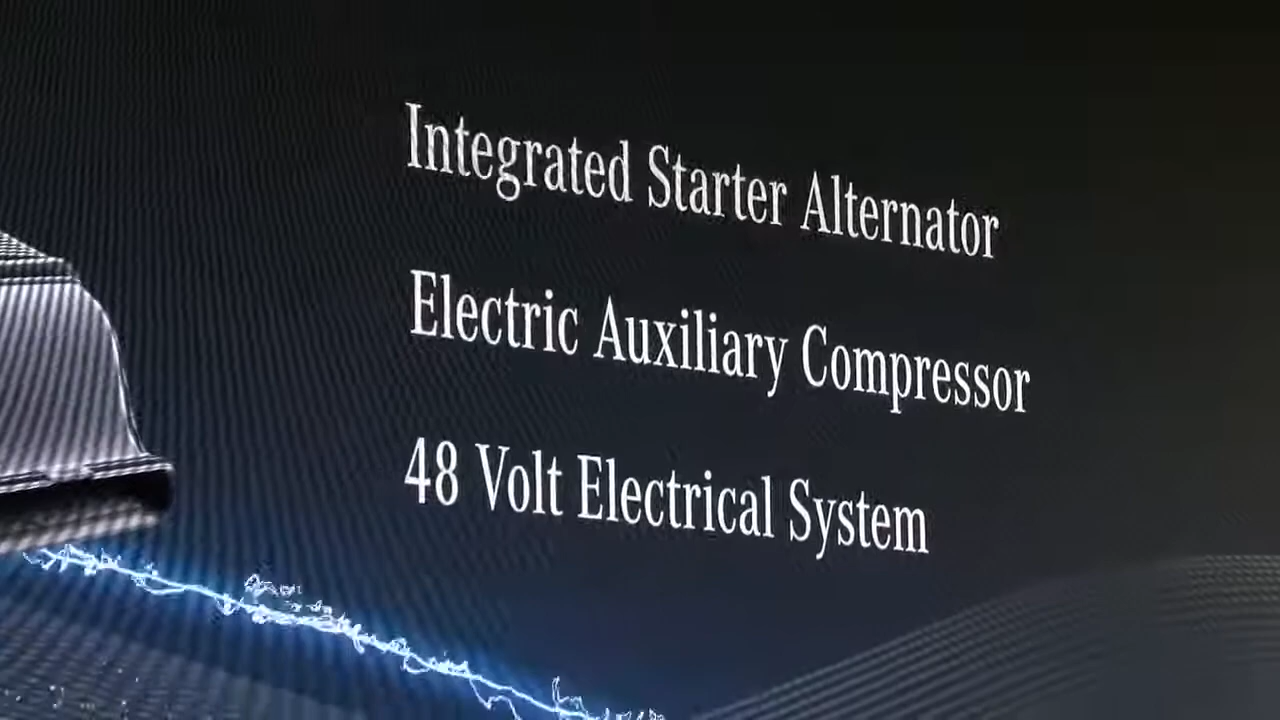 Integrated Starter Alternator
Electric Auxiliary Compressor
48 Volt Electrical System